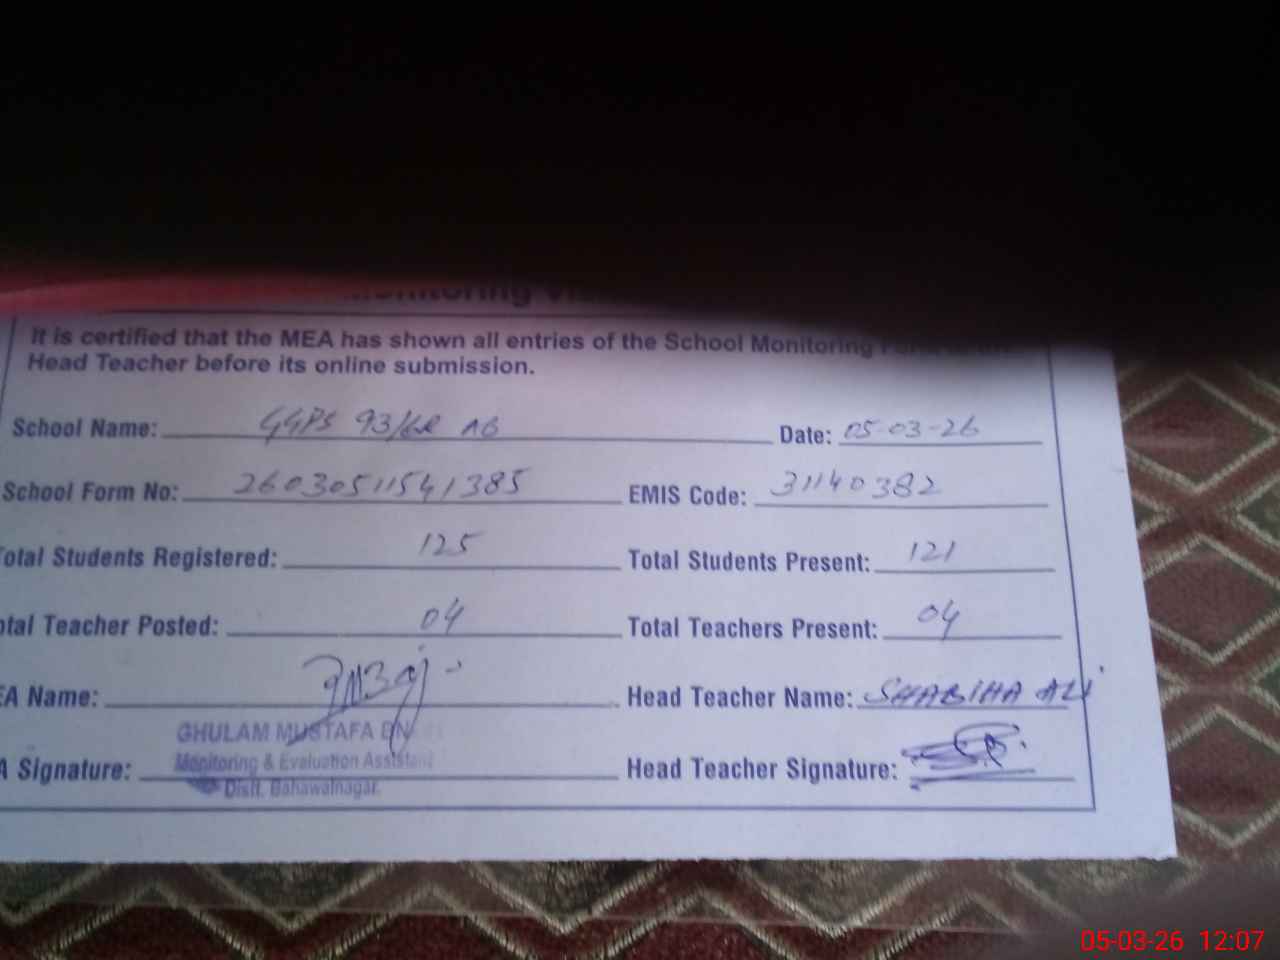 Monitoring
It is certified that the MEA has shown all entries of the School Monitoring
Head Teacher before its online submission.
School Name: GGPS 93/6R Date: 05-03-26
School Form No: 26030511541385 EMIS Code: 31140382
Total Students Registered: 125 Total Students Present: 121
Total Teacher Posted: 04 Total Teachers Present: 04
EA Name: Head Teacher Name: SHABIHA ALI
GHULAM MUSTAFA
Monitoring & Evaluation Assistant
A Signature: Head Teacher Signature:
Distt. Bahawalnagar.
05-03-26 12:07